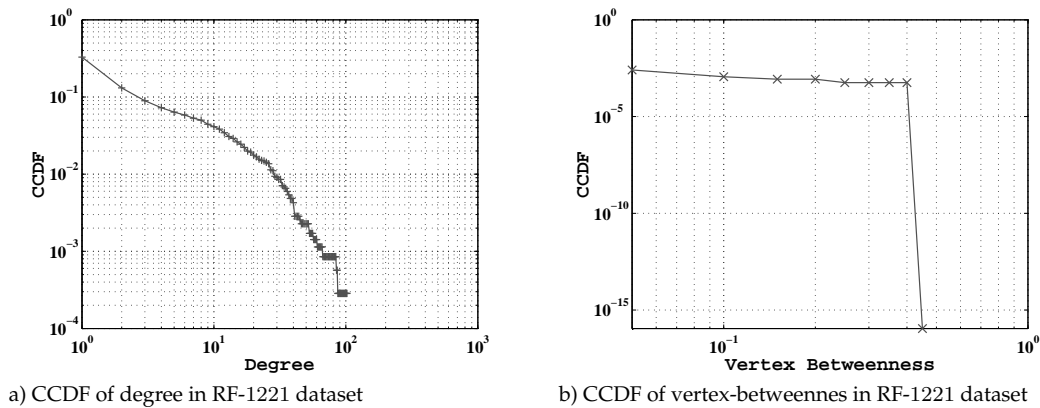 10^0
10^-1
10^-2
10^-3
10^-4
CCDF
10^0
10^1
10^2
10^3
Degree
a) CCDF of degree in RF-1221 dataset
10^0
10^-5
10^-10
10^-15
CCDF
10^-1
10^0
Vertex Betweenness
b) CCDF of vertex-betweennes in RF-1221 dataset